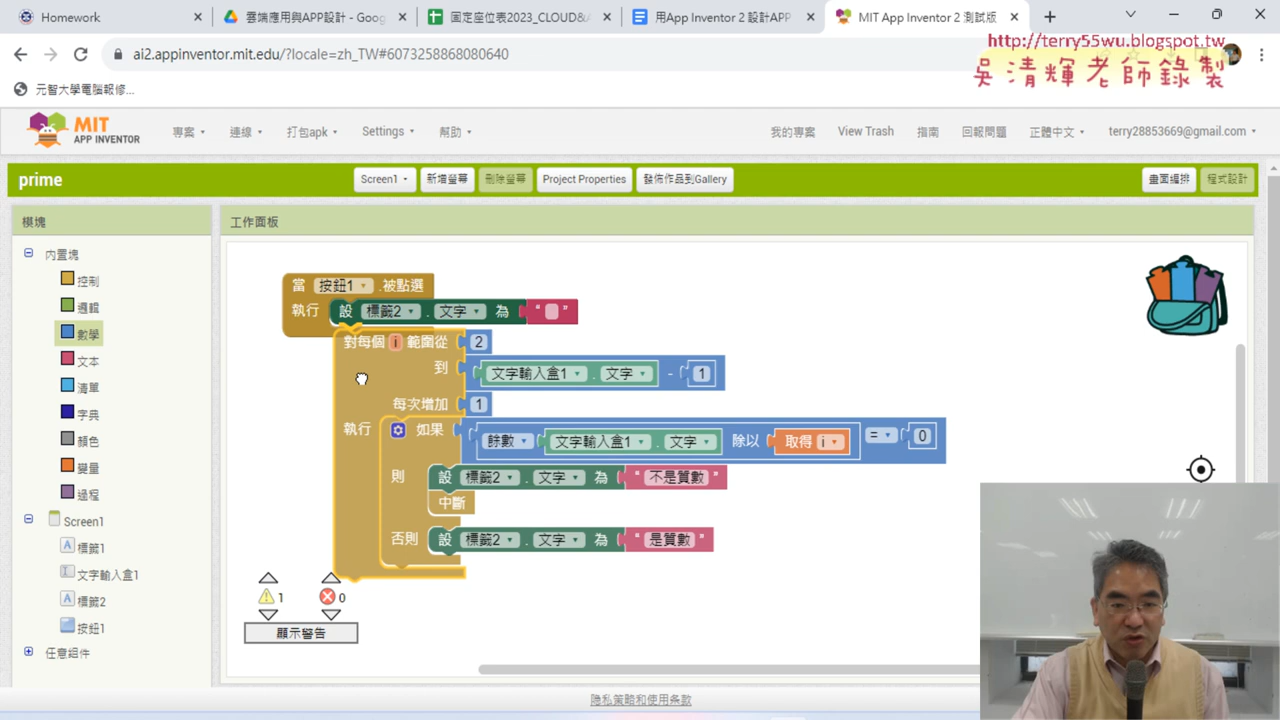 Homework
雲端應用與APP設計 - Goog
固定座位表2023_CLOUD&A
用App Inventor 2 設計APP
MIT App Inventor 2 測試版
ai2.appinventor.mit.edu/?locale=zh_TW#6073258868080640
http://terry55wu.blogspot.tw
吳清輝老師錄製
元智大學電腦報修...
MIT
APP INVENTOR
專案
連線
打包apk
Settings
幫助
我的專案
View Trash
指南
回報問題
正體中文
terry28853669@gmail.com
prime
Screen1
新增螢幕
刪除螢幕
Project Properties
發佈作品到Gallery
畫面編排
程式設計
模塊
工作面板
內置塊
控制
邏輯
數學
文本
清單
字典
顏色
變量
過程
Screen1
標籤1
文字輸入盒1
標籤2
按鈕1
任意組件
當 按鈕1 .被點選
執行 設 標籤2 . 文字 為 " "
對每個 i 範圍從 2
到 文字輸入盒1 . 文字 - 1
每次增加 1
執行 如果 餘數 文字輸入盒1 . 文字 除以 取得 i = 0
則 設 標籤2 . 文字 為 "不是質數"
中斷
否則 設 標籤2 . 文字 為 "是質數"
1
0
顯示警告
隐私策略和使用条款